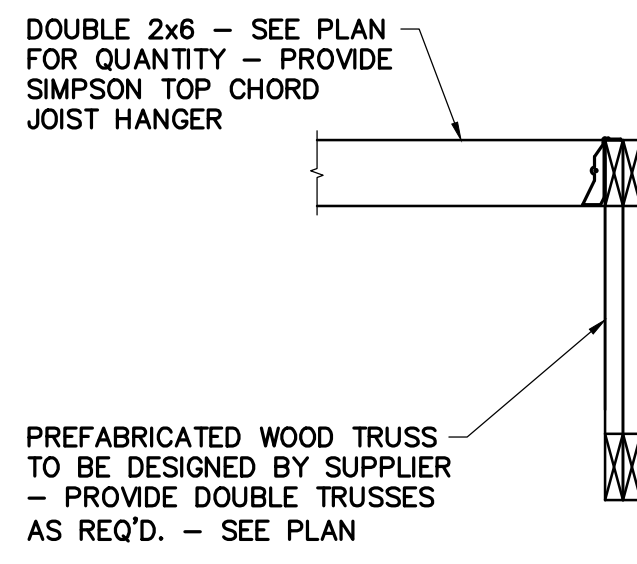 DOUBLE 2x6 – SEE PLAN
FOR QUANTITY – PROVIDE
SIMPSON TOP CHORD
JOIST HANGER
PREFABRICATED WOOD TRUSS
TO BE DESIGNED BY SUPPLIER
– PROVIDE DOUBLE TRUSSES
AS REQ'D. – SEE PLAN